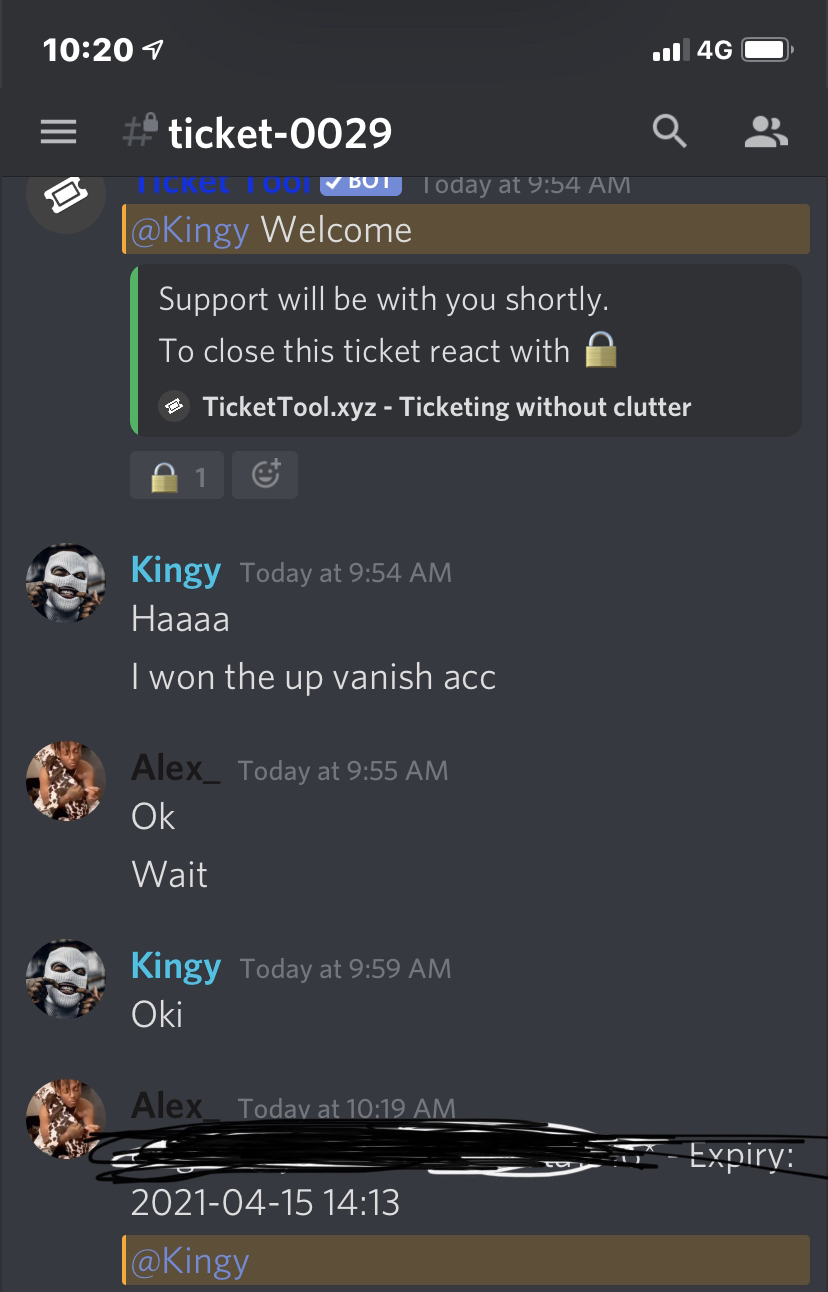 10:20 4G
#ticket-0029
Ticket Tool ✓BOT Today at 9:54 AM
@Kingy Welcome
Support will be with you shortly.
To close this ticket react with 🔒
TicketTool.xyz - Ticketing without clutter
🔒 1
Kingy Today at 9:54 AM
Haaaa
I won the up vanish acc
Alex_ Today at 9:55 AM
Ok
Wait
Kingy Today at 9:59 AM
Oki
Alex_ Today at 10:19 AM
- Expiry:
2021-04-15 14:13
@Kingy